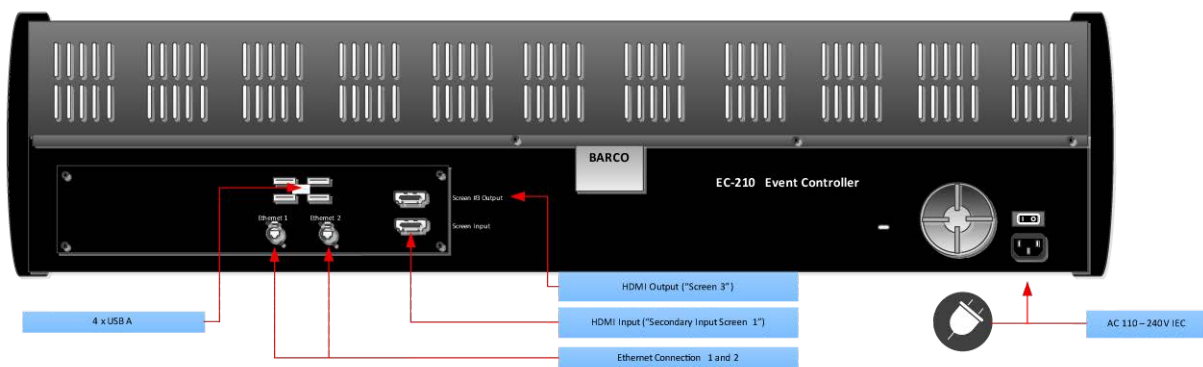 BARCO
EC-210 Event Controller
Screen #3 Output
Ethernet 1 Ethernet 2
Screen Input
HDMI Output (“Screen 3”)
4 x USB A
HDMI Input (“Secondary Input Screen 1”)
AC 110 – 240 V IEC
Ethernet Connection 1 and 2